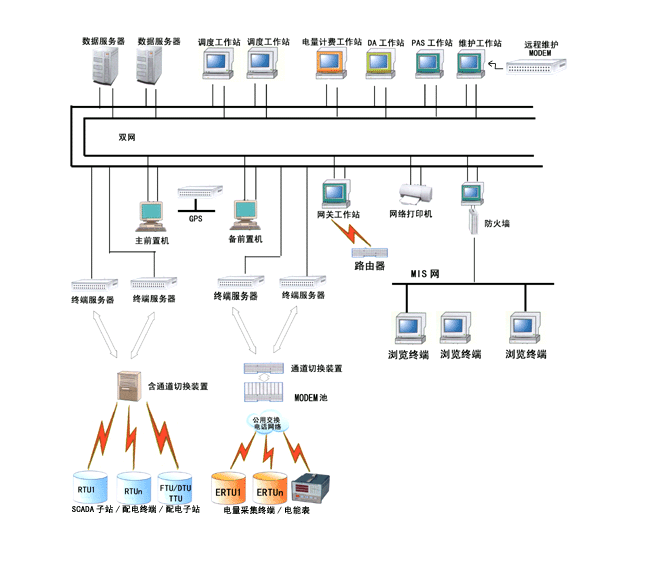 数据服务器
数据服务器
调度工作站
调度工作站
电量计费工作站
DA 工作站
PAS 工作站
维护工作站
远程维护
MODEM
双网
主前置机
GPS
备前置机
网关工作站
网络打印机
防火墙
路由器
MIS 网
终端服务器
终端服务器
终端服务器
终端服务器
浏览终端
浏览终端
浏览终端
含通道切换装置
通道切换装置
MODEM 池
公用交换
电话网络
RTU1
RTUn
FTU/DTU
TTU
ERTU1
ERTUn
SCADA 子站 / 配电终端 / 配电子站
电量采集终端 / 电能表